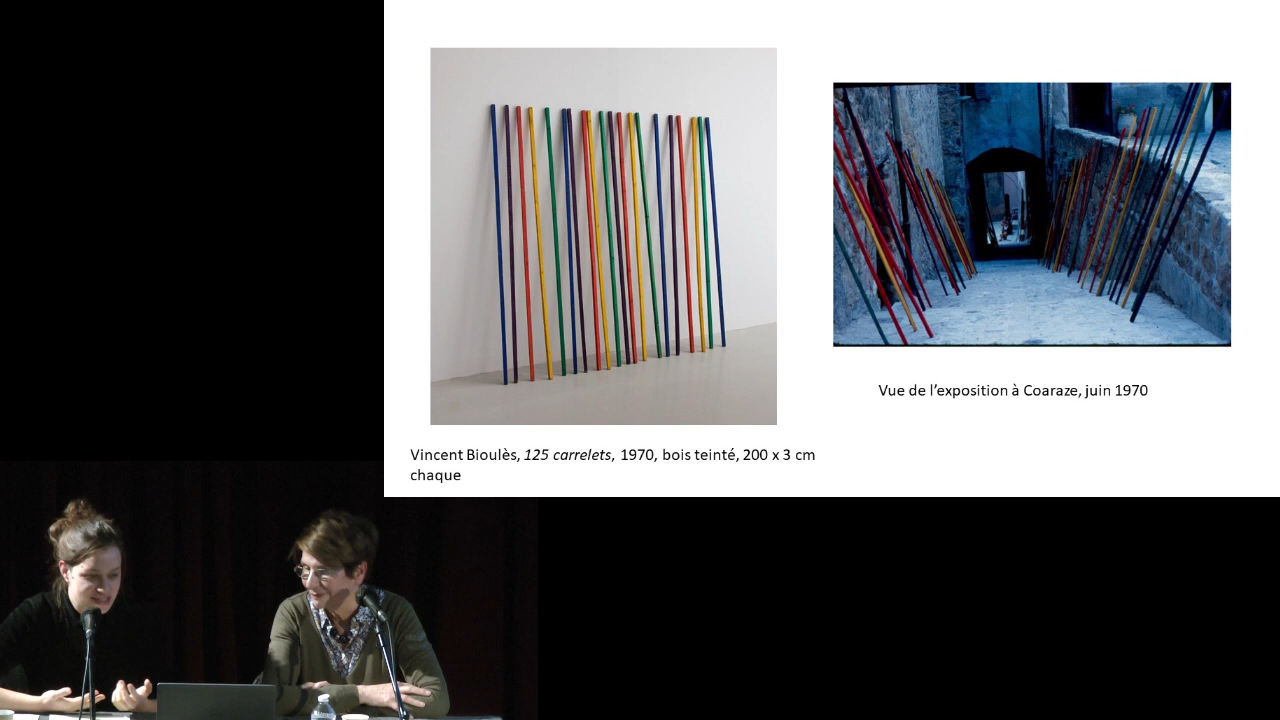 Vue de l'exposition à Coaraze, juin 1970
Vincent Bioulès, 125 carrelets, 1970, bois teinté, 200 x 3 cm
chaque